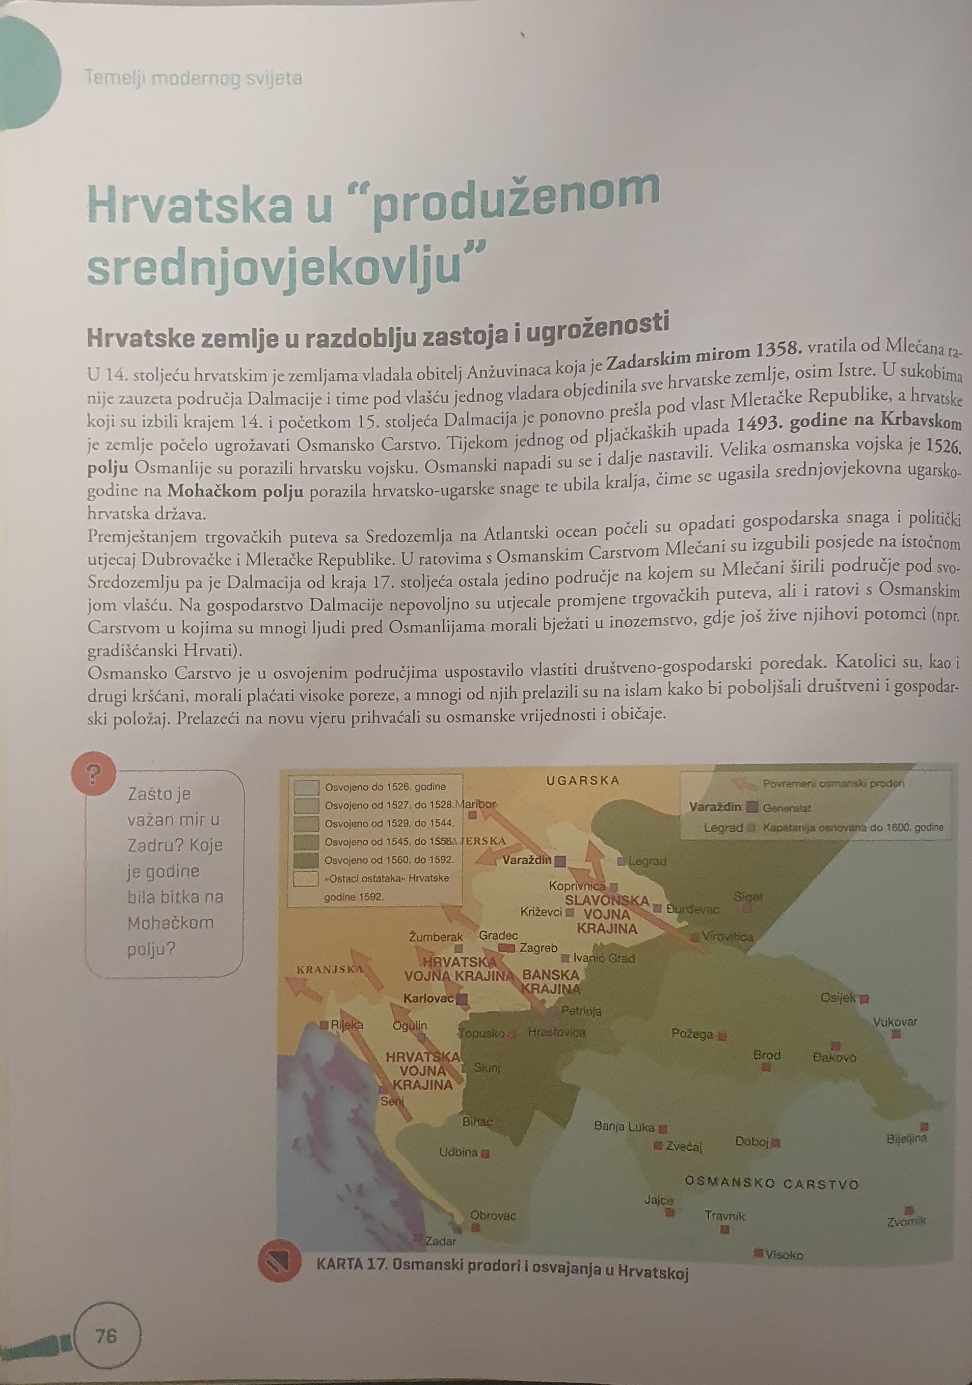 Temelji modernog svijeta
Hrvatska u “produženom
srednjovjekovlju”
Hrvatske zemlje u razdoblju zastoja i ugroženosti
U 14. stoljeću hrvatskim je zemljama vladala obitelj Anžuvinaca koja je Zadarskim mirom 1358. vratila od Mlečana ra-
nije zauzeta područja Dalmacije i time pod vlašću jednog vladara objedinila sve hrvatske zemlje, osim Istre. U sukobima
koji su izbili krajem 14. i početkom 15. stoljeća Dalmacija je ponovno prešla pod vlast Mletačke Republike, a hrvatske
je zemlje počelo ugrožavati Osmansko Carstvo. Tijekom jednog od pljačkaških upada 1493. godine na Krbavskom
polju Osmanlije su porazili hrvatsku vojsku. Osmanski napadi su se i dalje nastavili. Velika osmanska vojska je 1526.
godine na Mohačkom polju porazila hrvatsko-ugarske snage te ubila kralja, čime se ugasila srednjovjekovna ugarsko-
hrvatska država.
Premještanjem trgovačkih puteva sa Sredozemlja na Atlantski ocean počeli su opadati gospodarska snaga i politički
utjecaj Dubrovačke i Mletačke Republike. U ratovima s Osmanskim Carstvom Mlečani su izgubili posjede na istočnom
Sredozemlju pa je Dalmacija od kraja 17. stoljeća ostala jedino područje na kojem su Mlečani širili područje pod svo-
jom vlašću. Na gospodarstvo Dalmacije nepovoljno su utjecale promjene trgovačkih puteva, ali i ratovi s Osmanskim
Carstvom u kojima su mnogi ljudi pred Osmanlijama morali bježati u inozemstvo, gdje još žive njihovi potomci (npr.
gradišćanski Hrvati).
Osmansko Carstvo je u osvojenim područjima uspostavilo vlastiti društveno-gospodarski poredak. Katolici su, kao i
drugi kršćani, morali plaćati visoke poreze, a mnogi od njih prelazili su na islam kako bi poboljšali društveni i gospodar-
ski položaj. Prelazeći na novu vjeru prihvaćali su osmanske vrijednosti i običaje.
?
Zašto je
važan mir u
Zadru? Koje
je godine
bila bitka na
Mohačkom
polju?
Osvojeno do 1526. godine
Osvojeno od 1527. do 1528.
Osvojeno od 1529. do 1544.
Osvojeno od 1545. do 1558.
Osvojeno od 1560. do 1592.
«Ostaci ostataka» Hrvatske
godine 1592.
UGARSKA
Povremeni osmanski prodori
Varaždin Generalat
Legrad Kapetanija osnovana do 1600. godine
Maribor
JERSKA
Varaždin
Legrad
Koprivnica
SLAVONSKA
VOJNA
KRAJINA
Siget
Križevci
Đurđevac
Virovitica
Žumberak
Gradec
Zagreb
Ivanić Grad
KRANJSKA
HRVATSKA
VOJNA KRAJINA
BANSKA
KRAJINA
Karlovac
Petrinja
Osijek
Vukovar
Rijeka
Ogulin
Topusko
Hrastovica
Požega
Brod
Đakovo
HRVATSKA
VOJNA
KRAJINA
Slunj
Senj
Bihać
Banja Luka
Zvečaj
Doboj
Bijeljina
Udbina
OSMANSKO CARSTVO
Jajce
Travnik
Zvornik
Obrovac
Zadar
Visoko
KARTA 17. Osmanski prodori i osvajanja u Hrvatskoj
76